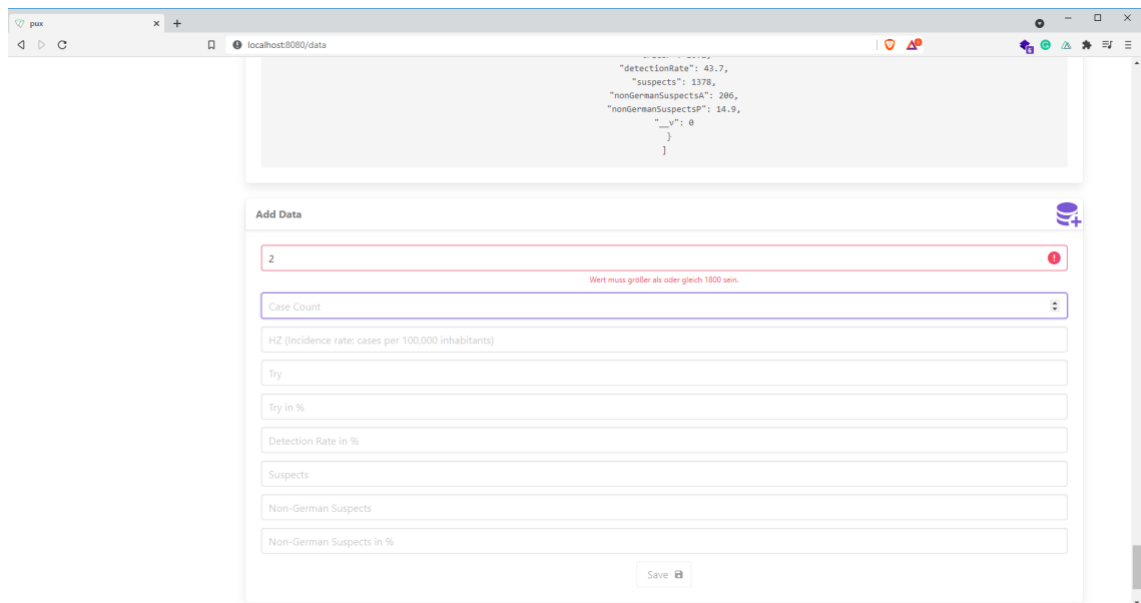 pux
localhost:8080/data
"detectionRate": 43.7,
"suspects": 1378,
"nonGermanSuspectsA": 206,
"nonGermanSuspectsP": 14.9,
"__v": 0
}
]
Add Data
2
Wert muss größer als oder gleich 1800 sein.
Case Count
HZ (Incidence rate: cases per 100.000 inhabitants)
Try
Try in %
Detection Rate in %
Suspects
Non-German Suspects
Non-German Suspects in %
Save